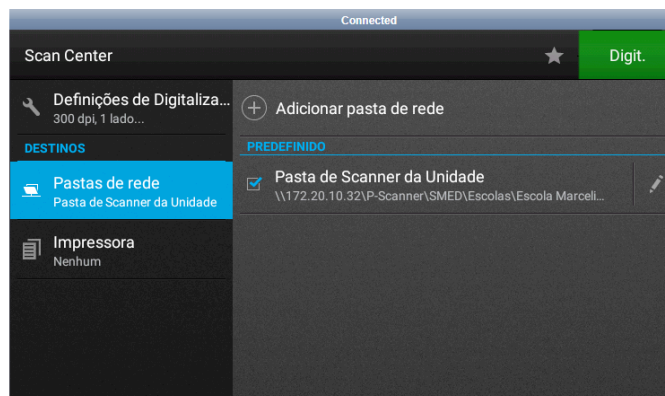 Connected
Scan Center
Digit.
Definições de Digitaliza...
300 dpi, 1 lado...
DESTINOS
Pastas de rede
Pasta de Scanner da Unidade
Impressora
Nenhum
Adicionar pasta de rede
PREDEFINIDO
Pasta de Scanner da Unidade
\\172.20.10.32\P-Scanner\SMED\Escolas\Escola Marceli...